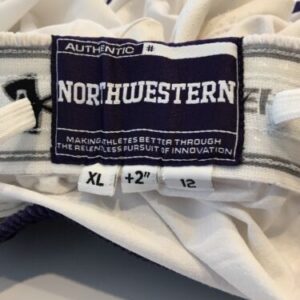 AUTHENTIC #
NORTHWESTERN
MAKING ATHLETES BETTER THROUGH
THE RELENTLESS PURSUIT OF INNOVATION
XL +2" 12